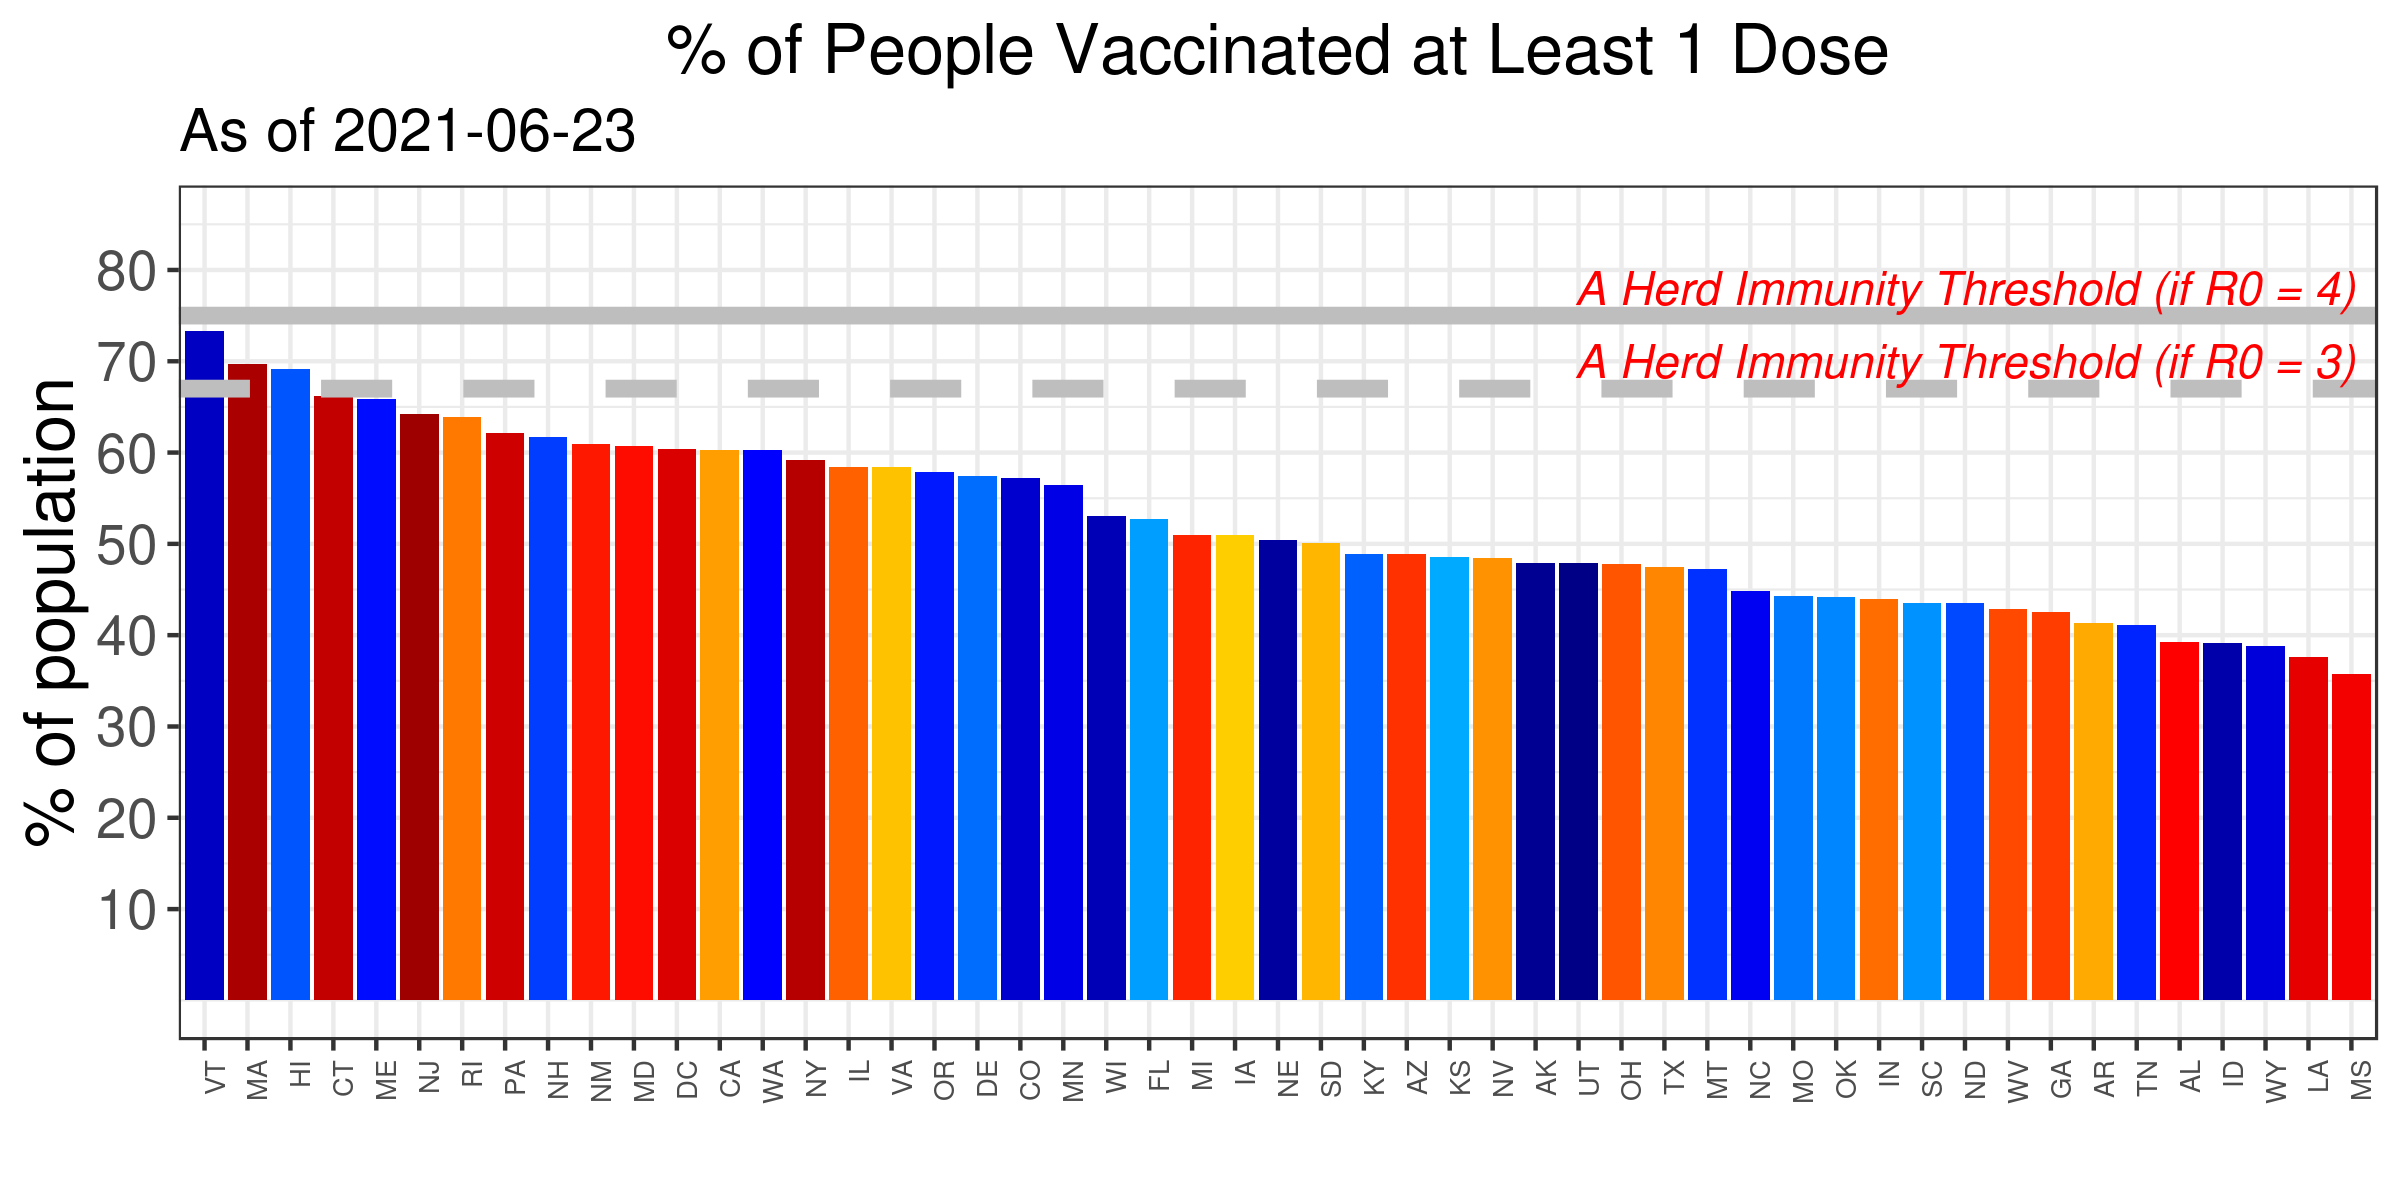 % of People Vaccinated at Least 1 Dose
As of 2021-06-23
80
70
60
50
40
30
20
10
% of population
A Herd Immunity Threshold (if R0 = 4)
A Herd Immunity Threshold (if R0 = 3)
VT MA HI CT ME NJ RI PA NH NM MD DC CA WA NY IL VA OR DE CO MN WI FL MI IA NE SD KY AZ KS NV AK UT OH TX MT NC MO OK IN SC ND WV GA AR TN AL ID WY LA MS